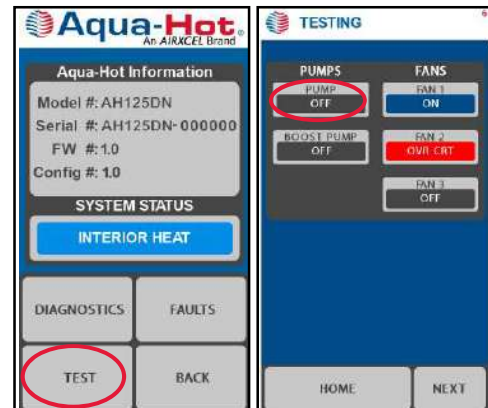 Aqua-Hot®
An AIRXCEL Brand
Aqua-Hot Information
Model #: AH125DN
Serial #: AH125DN-000000
FW #: 1.0
Config #: 1.0
SYSTEM STATUS
INTERIOR HEAT
DIAGNOSTICS
FAULTS
TEST
BACK
TESTING
6
PUMPS
FANS
PUMP
OFF
FAN 1
ON
BOOST PUMP
OFF
FAN 2
OVR CRT
FAN 3
OFF
HOME
NEXT